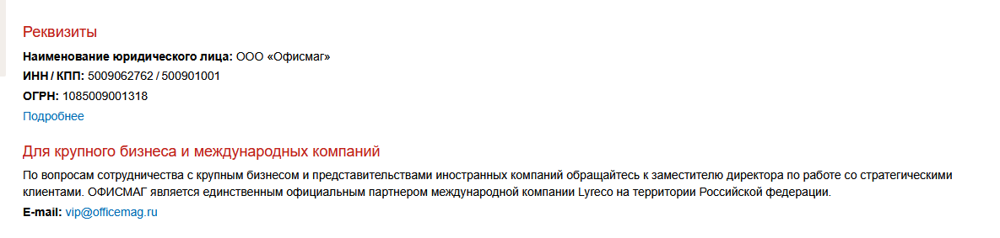 Реквизиты
Наименование юридического лица: ООО «Офисмаг»
ИНН / КПП: 5009062762 / 500901001
ОГРН: 1085009001318
Подробнее
Для крупного бизнеса и международных компаний
По вопросам сотрудничества с крупным бизнесом и представительствами иностранных компаний обращайтесь к заместителю директора по работе со стратегическими
клиентами. ОФИСМАГ является единственным официальным партнером международной компании Lyreco на территории Российской федерации.
E-mail: vip@officemag.ru